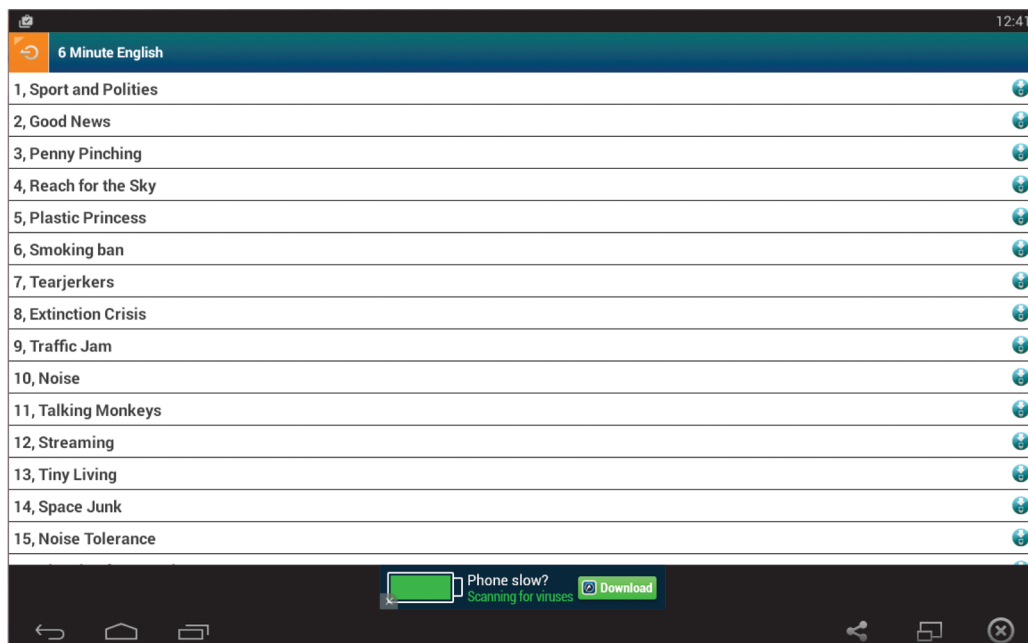 12:41
6 Minute English
1, Sport and Polities
2, Good News
3, Penny Pinching
4, Reach for the Sky
5, Plastic Princess
6, Smoking ban
7, Tearjerkers
8, Extinction Crisis
9, Traffic Jam
10, Noise
11, Talking Monkeys
12, Streaming
13, Tiny Living
14, Space Junk
15, Noise Tolerance
Phone slow?
Scanning for viruses
Download